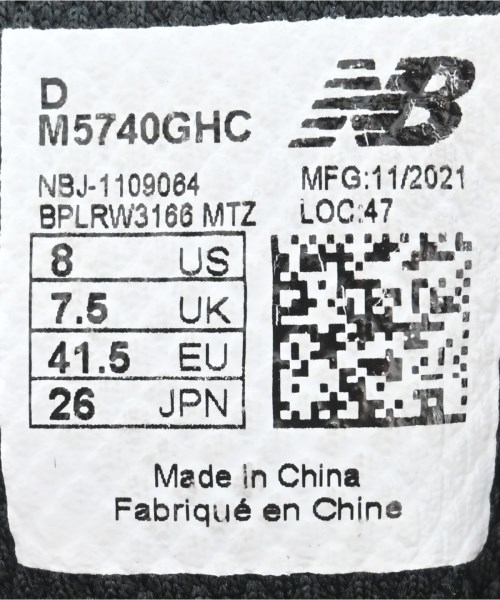 D
M5740GHC
NB
NBJ-1109064
BPLRW3166 MTZ
MFG:11/2021
LOC:47
8 US
7.5 UK
41.5 EU
26 JPN
Made in China
Fabriqué en Chine